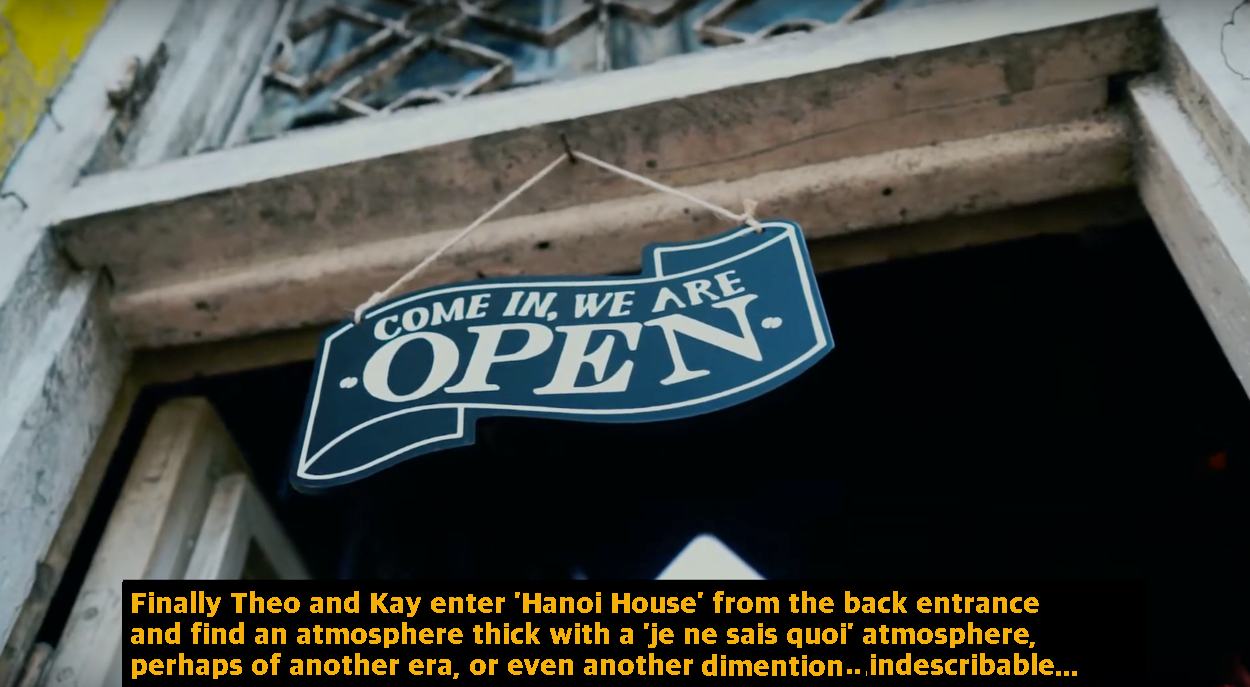 COME IN, WE ARE
·OPEN·
Finally Theo and Kay enter 'Hanoi House' from the back entrance
and find an atmosphere thick with a 'je ne sais quoi' atmosphere,
perhaps of another era, or even another dimention.. .indescribable...